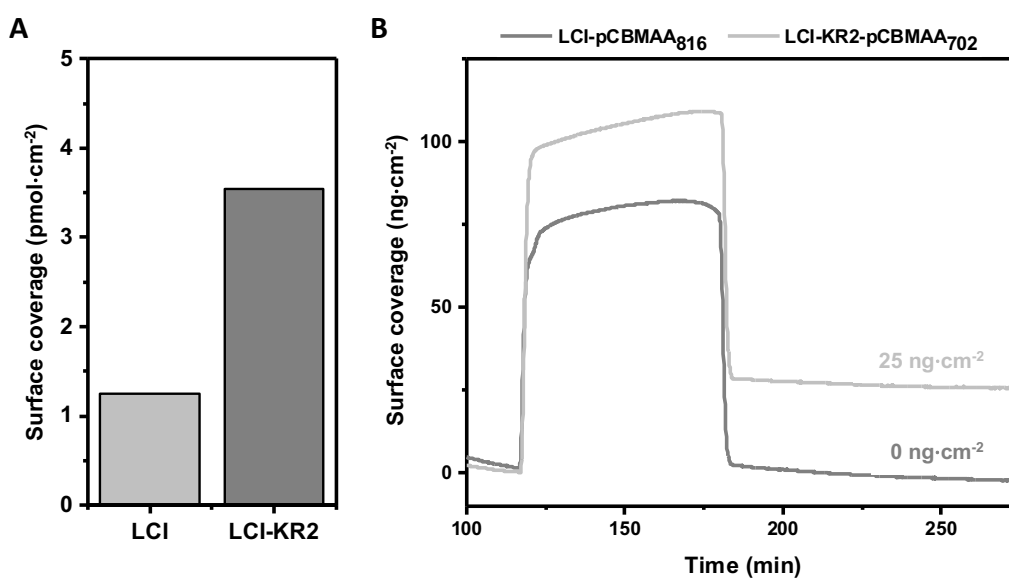 A
Surface coverage (pmol·cm-2)
5
4
3
2
1
0
LCI
LCI-KR2
B
LCI-pCBMAA816
LCI-KR2-pCBMAA702
Surface coverage (ng·cm-2)
100
50
0
25 ng·cm-2
0 ng·cm-2
100
150
200
250
Time (min)